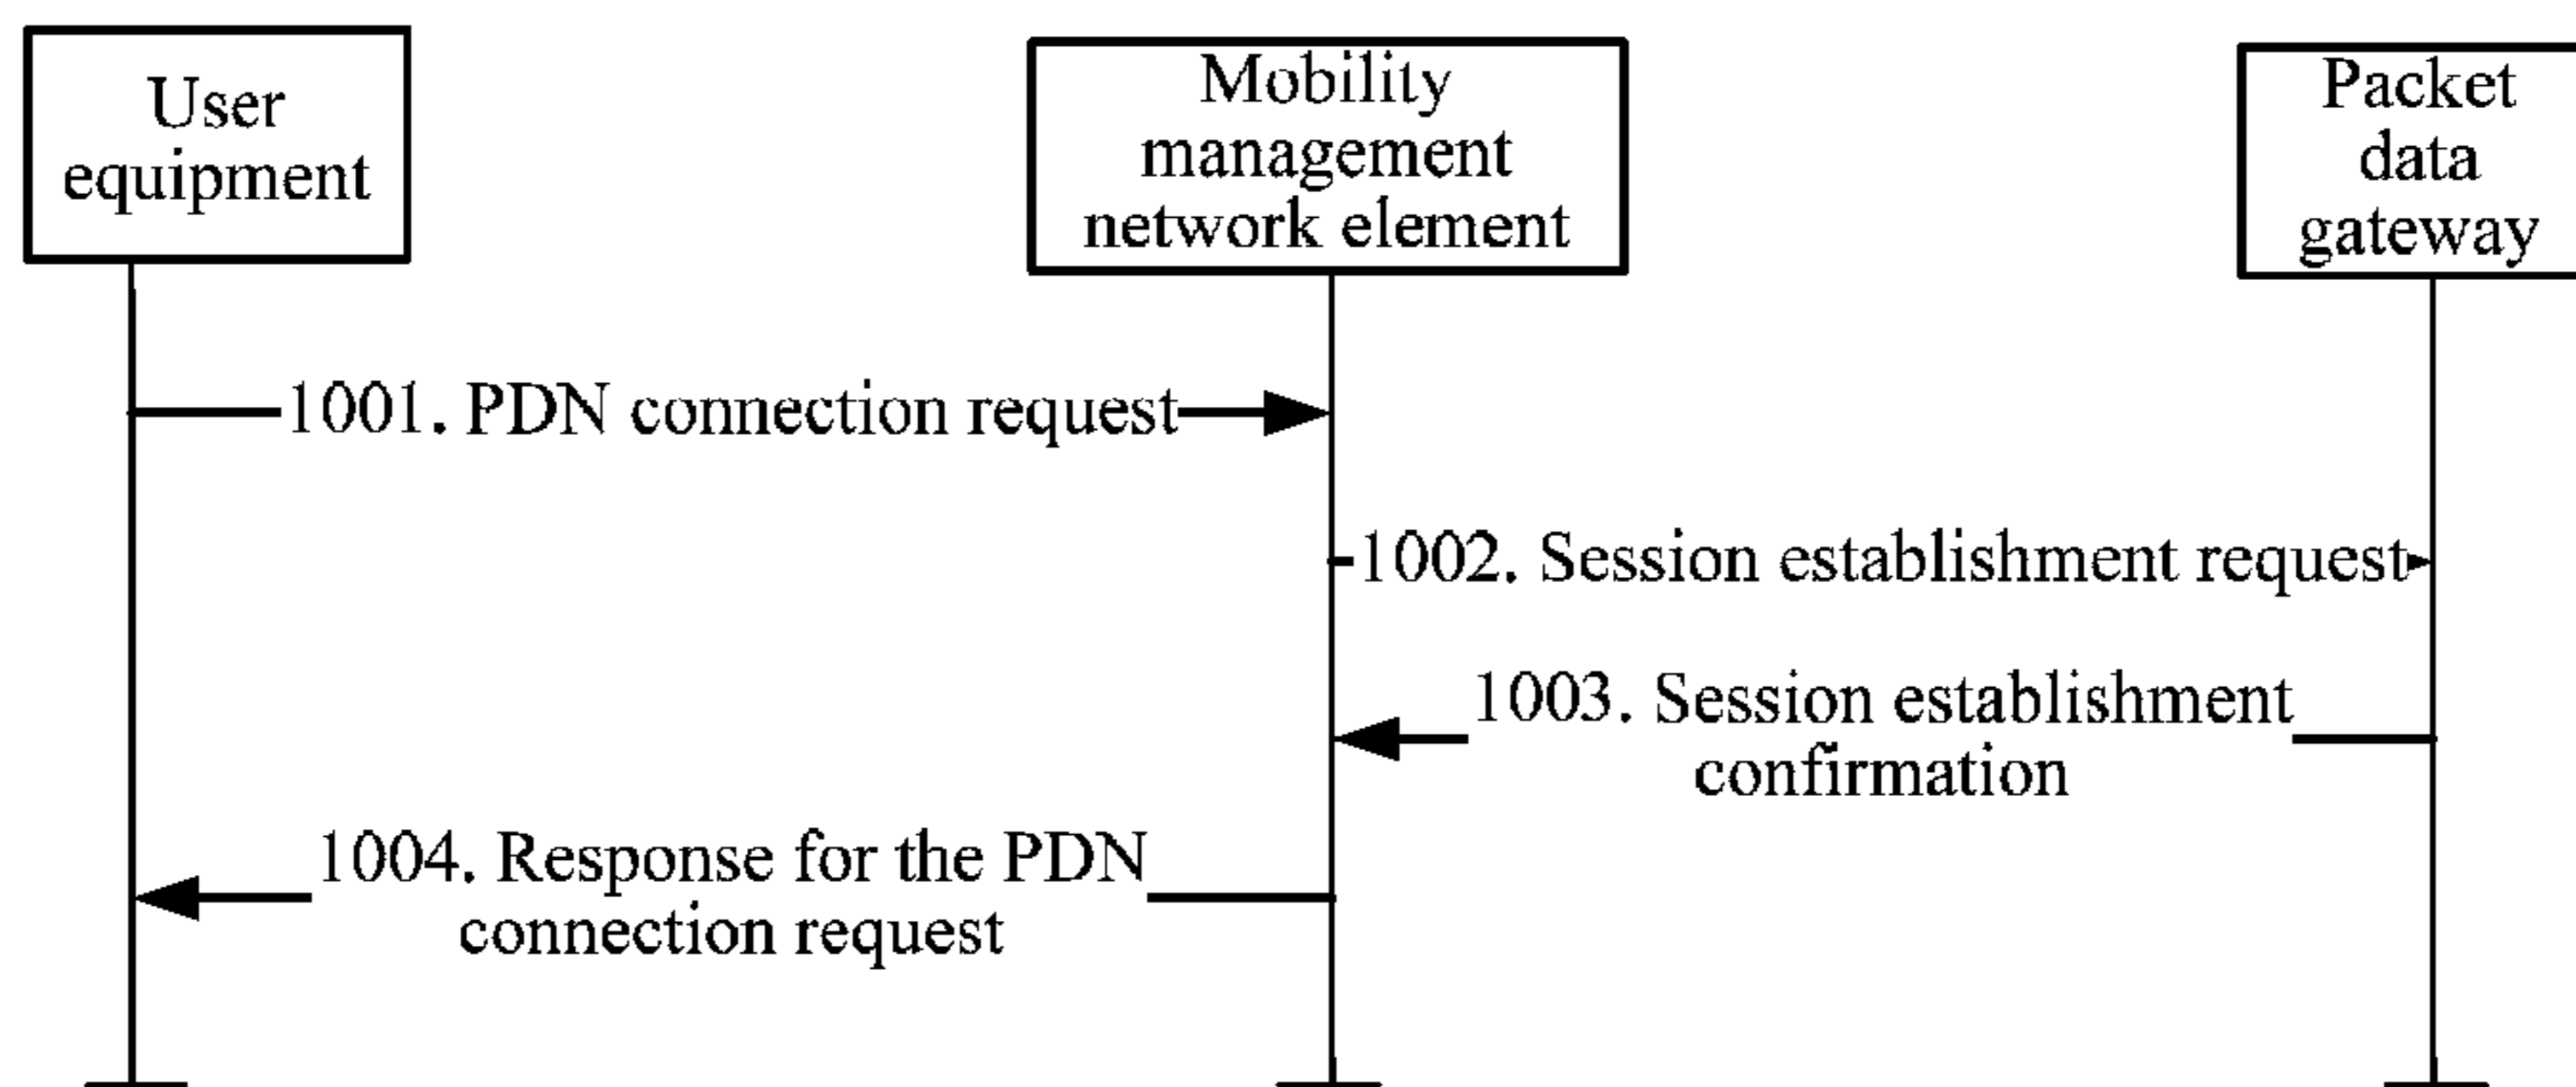 User
equipment
Mobility
management
network element
Packet
data
gateway
1001. PDN connection request
1002. Session establishment request
1003. Session establishment
confirmation
1004. Response for the PDN
connection request